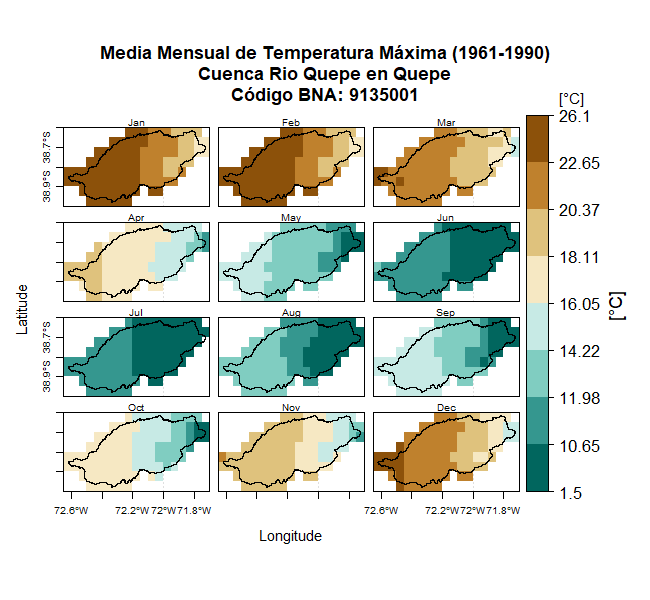 Media Mensual de Temperatura Máxima (1961-1990)
Cuenca Rio Quepe en Quepe
Código BNA: 9135001
[°C]
Jan
Feb
Mar
38.7°S
38.9°S
Apr
May
Jun
Jul
Aug
Sep
38.7°S
38.9°S
Oct
Nov
Dec
72.6°W
72.2°W
72°W
71.8°W
72.6°W
72.2°W
72°W
71.8°W
Latitude
Longitude
26.1
22.65
20.37
18.11
16.05
14.22
11.98
10.65
1.5
[°C]